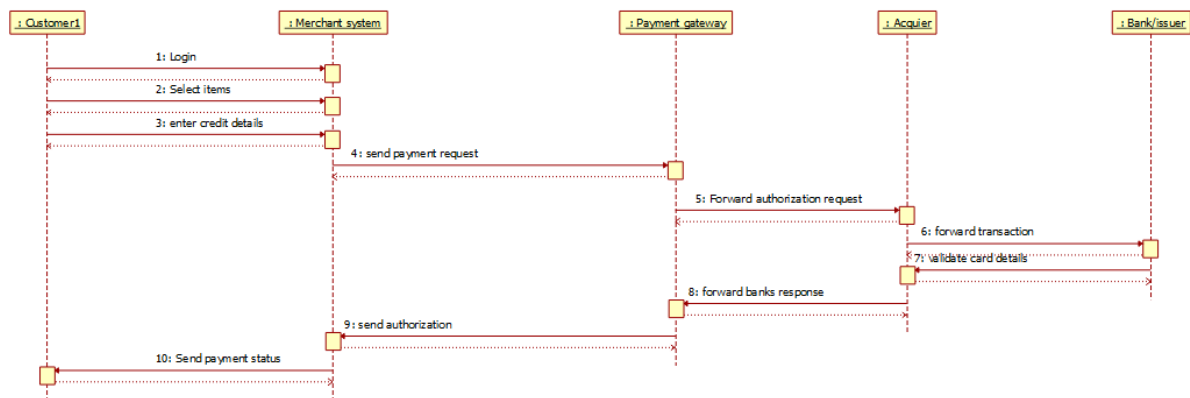 : Customer1
: Merchant system
: Payment gateway
: Acquier
: Bank/issuer
1: Login
2: Select items
3: enter credit details
4: send payment request
5: Forward authorization request
6: forward transaction
7: validate card details
8: forward banks response
9: send authorization
10: Send payment status